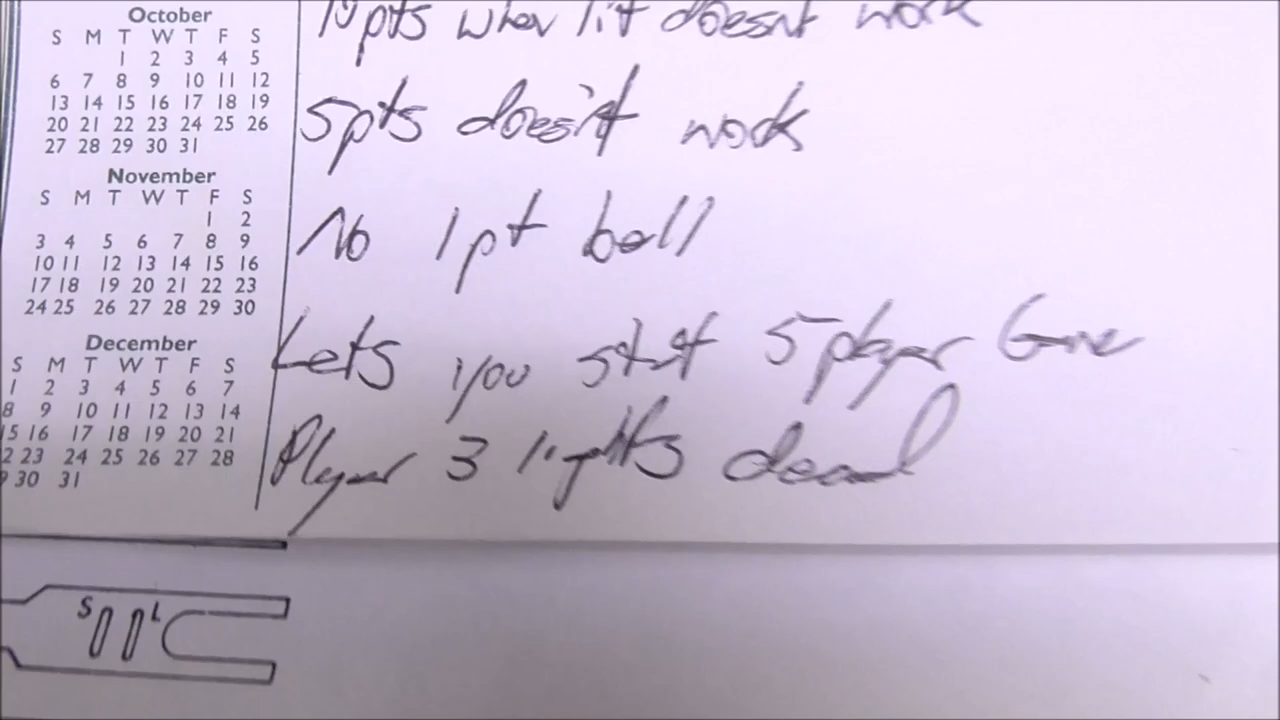 October
S M T W T F S
1 2 3 4 5
6 7 8 9 10 11 12
13 14 15 16 17 18 19
20 21 22 23 24 25 26
27 28 29 30 31
November
S M T W T F S
1 2
3 4 5 6 7 8 9
10 11 12 13 14 15 16
17 18 19 20 21 22 23
24 25 26 27 28 29 30
December
S M T W T F S
1 2 3 4 5 6 7
8 9 10 11 12 13 14
15 16 17 18 19 20 21
2 23 24 25 26 27 28
30 31
10pts when lit doesnt work
5pts doesn't work
No 1pt bell
Lets you start 5 player Game
Player 3 lights dead
S L